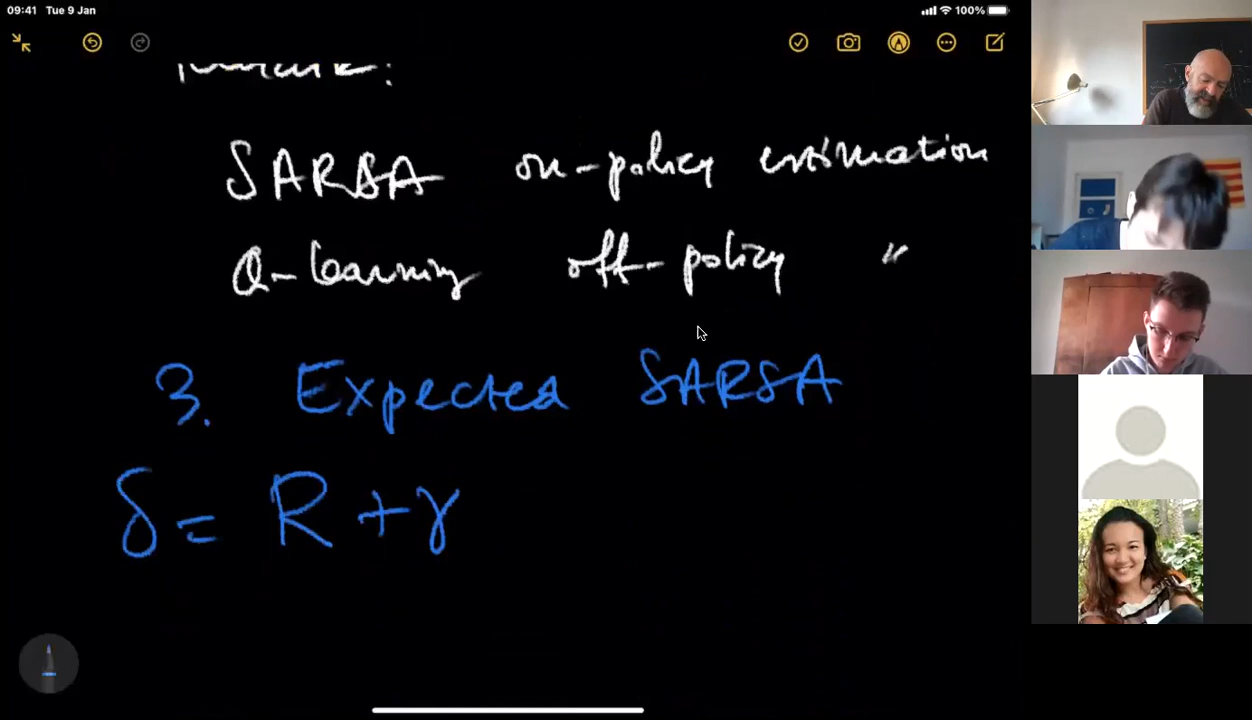 09:41 Tue 9 Jan 100%
SARSA on-policy estimation
Q-learning off-policy "
3. Expected SARSA
δ = R + γ